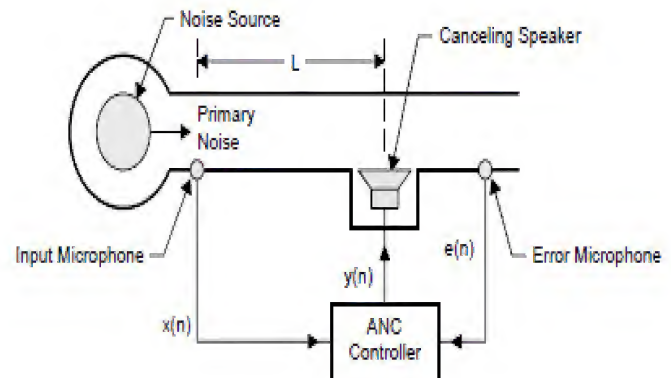 Noise Source
Canceling Speaker
L
Primary
Noise
Input Microphone
Error Microphone
e(n)
y(n)
x(n)
ANC
Controller